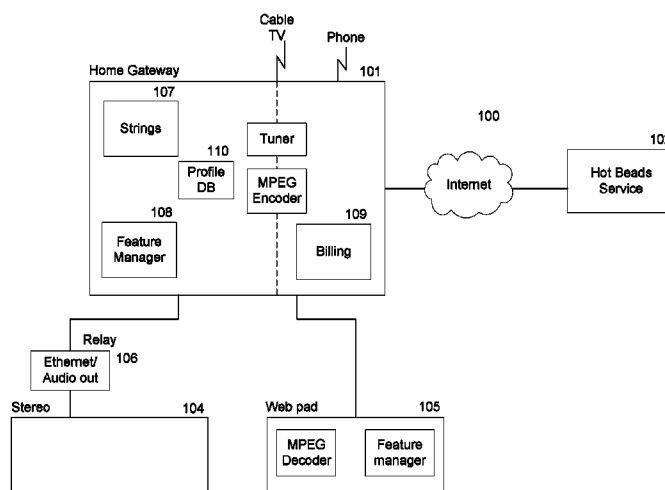 Cable
TV
Phone
Home Gateway
101
107
Strings
110
Profile
DB
Tuner
MPEG
Encoder
108
Feature
Manager
109
Billing
100
Internet
Hot Beads
Service
Relay
Ethernet/
Audio out
106
Stereo
104
Web pad
105
MPEG
Decoder
Feature
manager